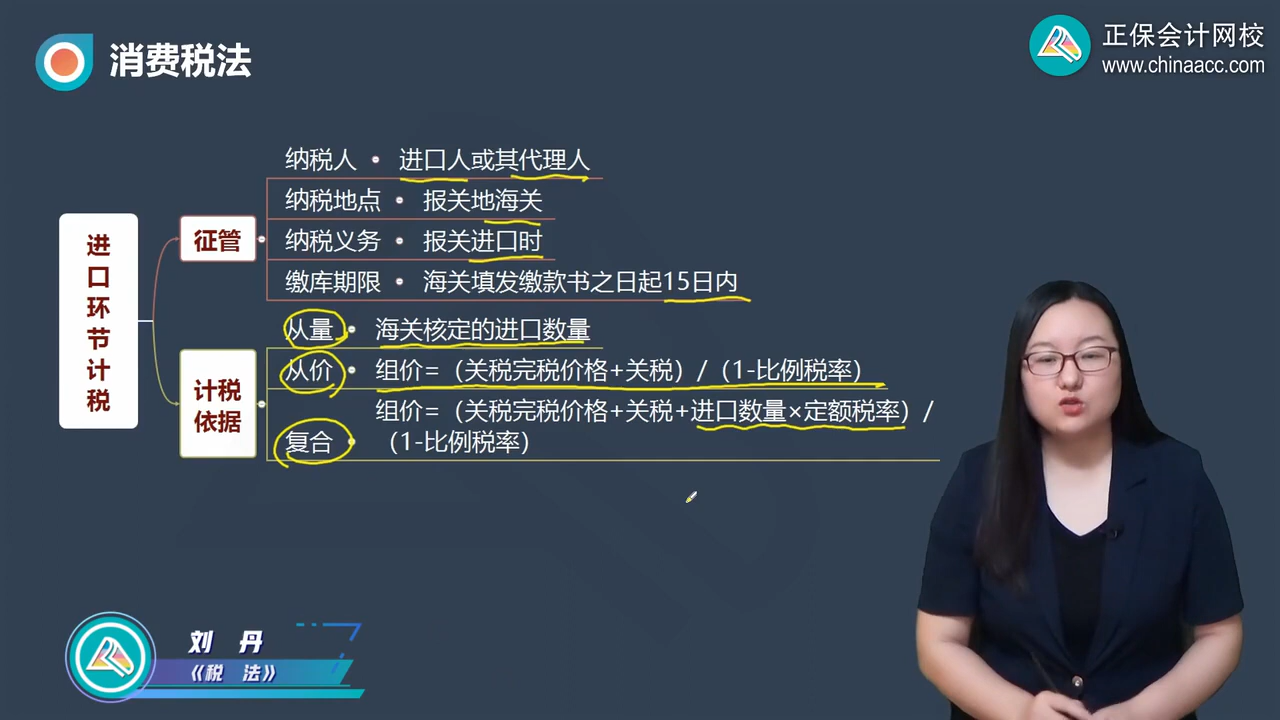 消费税法
正保会计网校
www.chinaacc.com
进口环节计税
征管
纳税人 • 进口人或其代理人
纳税地点 • 报关地海关
纳税义务 • 报关进口时
缴库期限 • 海关填发缴款书之日起15日内
计税
依据
从量 • 海关核定的进口数量
从价 • 组价=（关税完税价格+关税）/（1-比例税率）
复合 • 组价=（关税完税价格+关税+进口数量×定额税率）/
（1-比例税率）
刘 丹
《税 法》